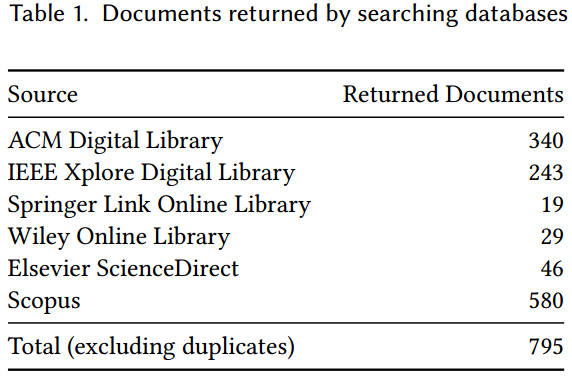 Table 1. Documents returned by searching databases
Source Returned Documents
ACM Digital Library 340
IEEE Xplore Digital Library 243
Springer Link Online Library 19
Wiley Online Library 29
Elsevier ScienceDirect 46
Scopus 580
Total (excluding duplicates) 795